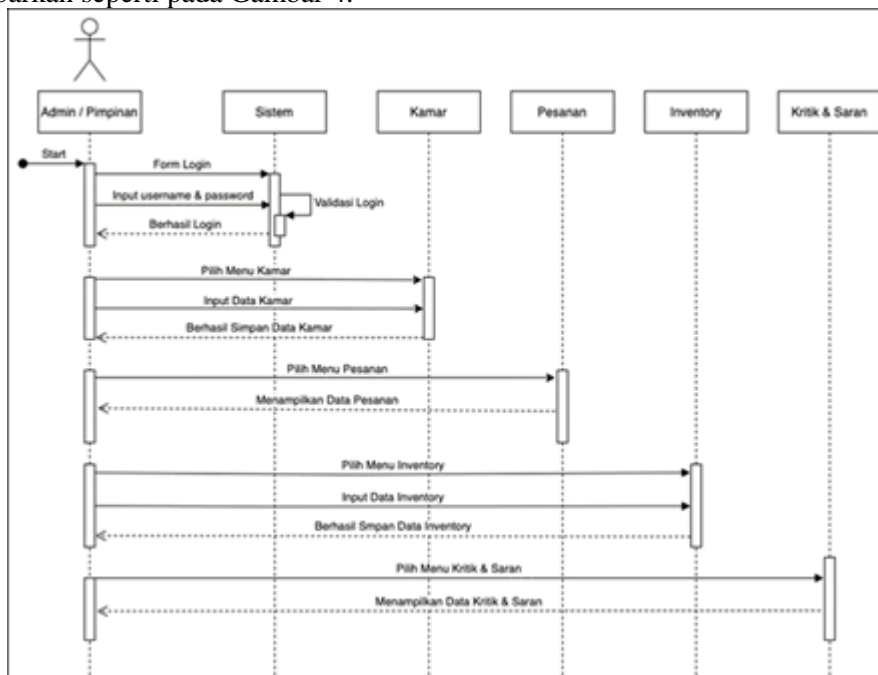 barkan seperti pada Gambar 4.
Admin / Pimpinan
Sistem
Kamar
Pesanan
Inventory
Kritik & Saran
Start
Form Login
Input username & password
Validasi Login
Berhasil Login
Pilih Menu Kamar
Input Data Kamar
Berhasil Simpan Data Kamar
Pilih Menu Pesanan
Menampilkan Data Pesanan
Pilih Menu Inventory
Input Data Inventory
Berhasil Smpan Data Inventory
Pilih Menu Kritik & Saran
Menampilkan Data Kritik & Saran